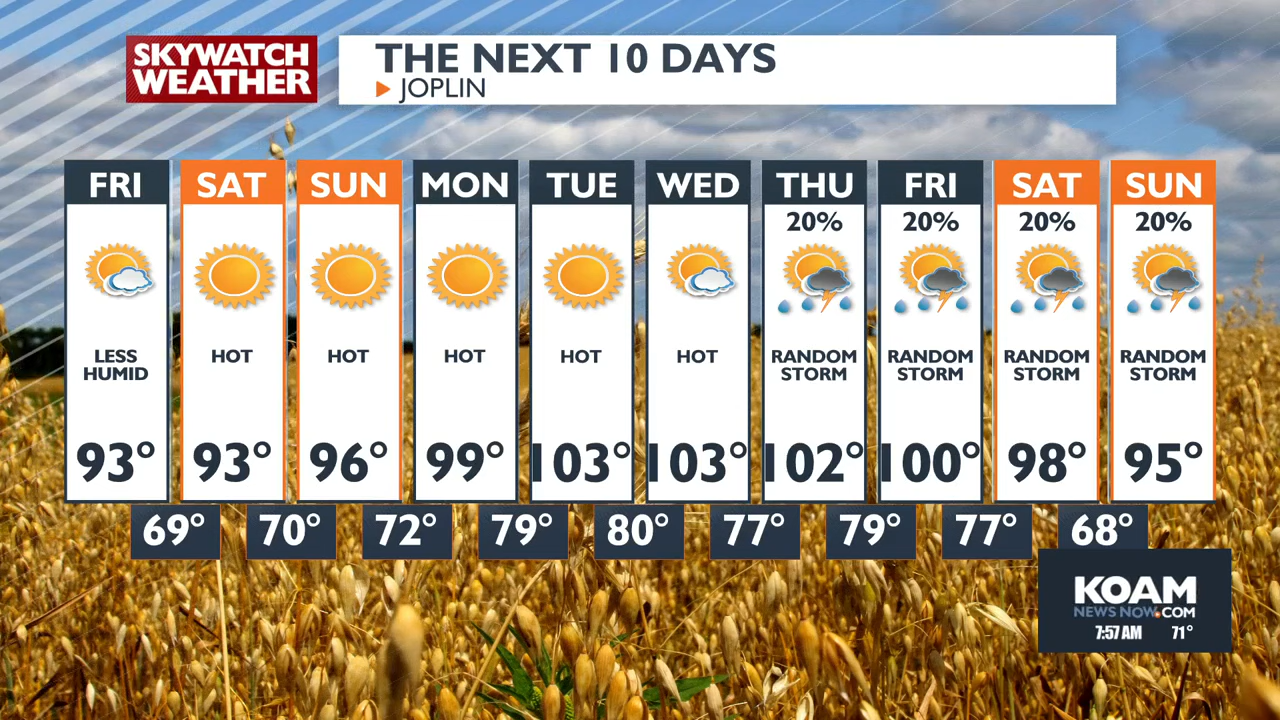 SKYWATCH
WEATHER
THE NEXT 10 DAYS
JOPLIN
FRI SAT SUN MON TUE WED THU FRI SAT SUN
20% 20% 20% 20%
LESS HUMID HOT HOT HOT HOT HOT RANDOM STORM RANDOM STORM RANDOM STORM RANDOM STORM
93° 93° 96° 99° 103° 103° 102° 100° 98° 95°
69° 70° 72° 79° 80° 77° 79° 77° 68°
KOAM
NEWS NOW.COM
7:57 AM 71°